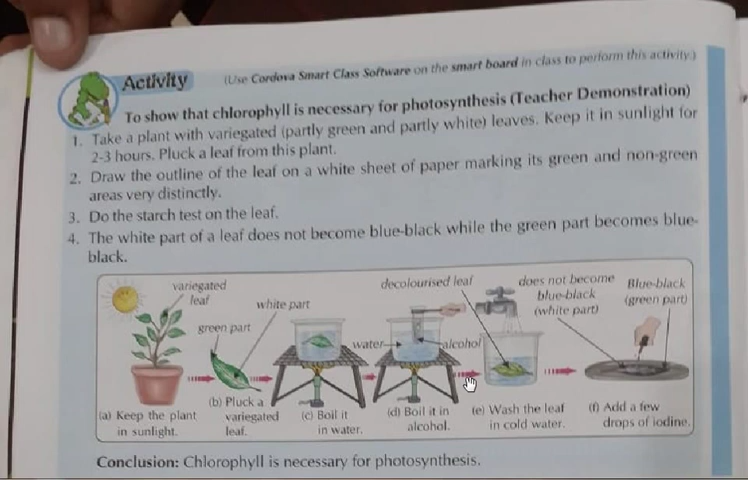 Activity (Use Cordova Smart Class Software on the smart board in class to perform this activity.)
To show that chlorophyll is necessary for photosynthesis (Teacher Demonstration)
1. Take a plant with variegated (partly green and partly white) leaves. Keep it in sunlight for
2-3 hours. Pluck a leaf from this plant.
2. Draw the outline of the leaf on a white sheet of paper marking its green and non-green
areas very distinctly.
3. Do the starch test on the leaf.
4. The white part of a leaf does not become blue-black while the green part becomes blue-
black.
variegated
leaf
white part
green part
decolourised leaf
does not become
blue-black
(white part)
Blue-black
(green part)
water
alcohol
(a) Keep the plant
in sunlight.
(b) Pluck a
variegated
leaf.
(c) Boil it
in water.
(d) Boil it in
alcohol.
(e) Wash the leaf
in cold water.
(f) Add a few
drops of iodine.
Conclusion: Chlorophyll is necessary for photosynthesis.